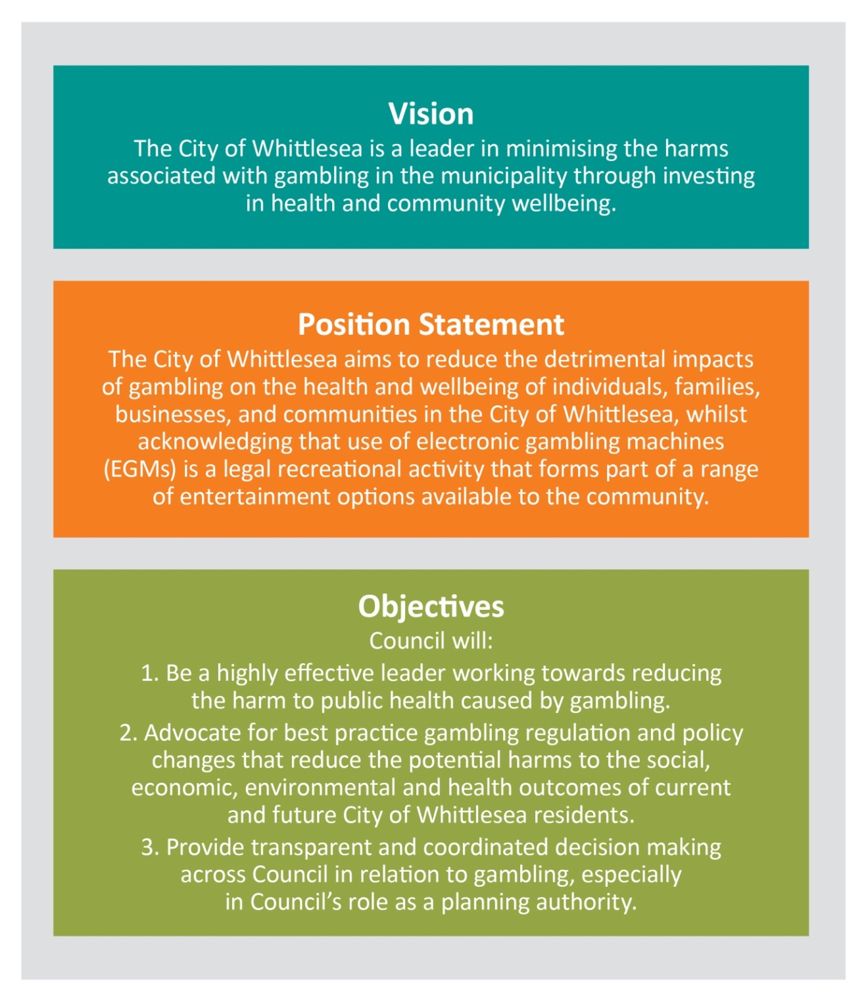 Vision
The City of Whittlesea is a leader in minimising the harms
associated with gambling in the municipality through investing
in health and community wellbeing.
Position Statement
The City of Whittlesea aims to reduce the detrimental impacts
of gambling on the health and wellbeing of individuals, families,
businesses, and communities in the City of Whittlesea, whilst
acknowledging that use of electronic gambling machines
(EGMs) is a legal recreational activity that forms part of a range
of entertainment options available to the community.
Objectives
Council will:
1. Be a highly effective leader working towards reducing
the harm to public health caused by gambling.
2. Advocate for best practice gambling regulation and policy
changes that reduce the potential harms to the social,
economic, environmental and health outcomes of current
and future City of Whittlesea residents.
3. Provide transparent and coordinated decision making
across Council in relation to gambling, especially
in Council’s role as a planning authority.